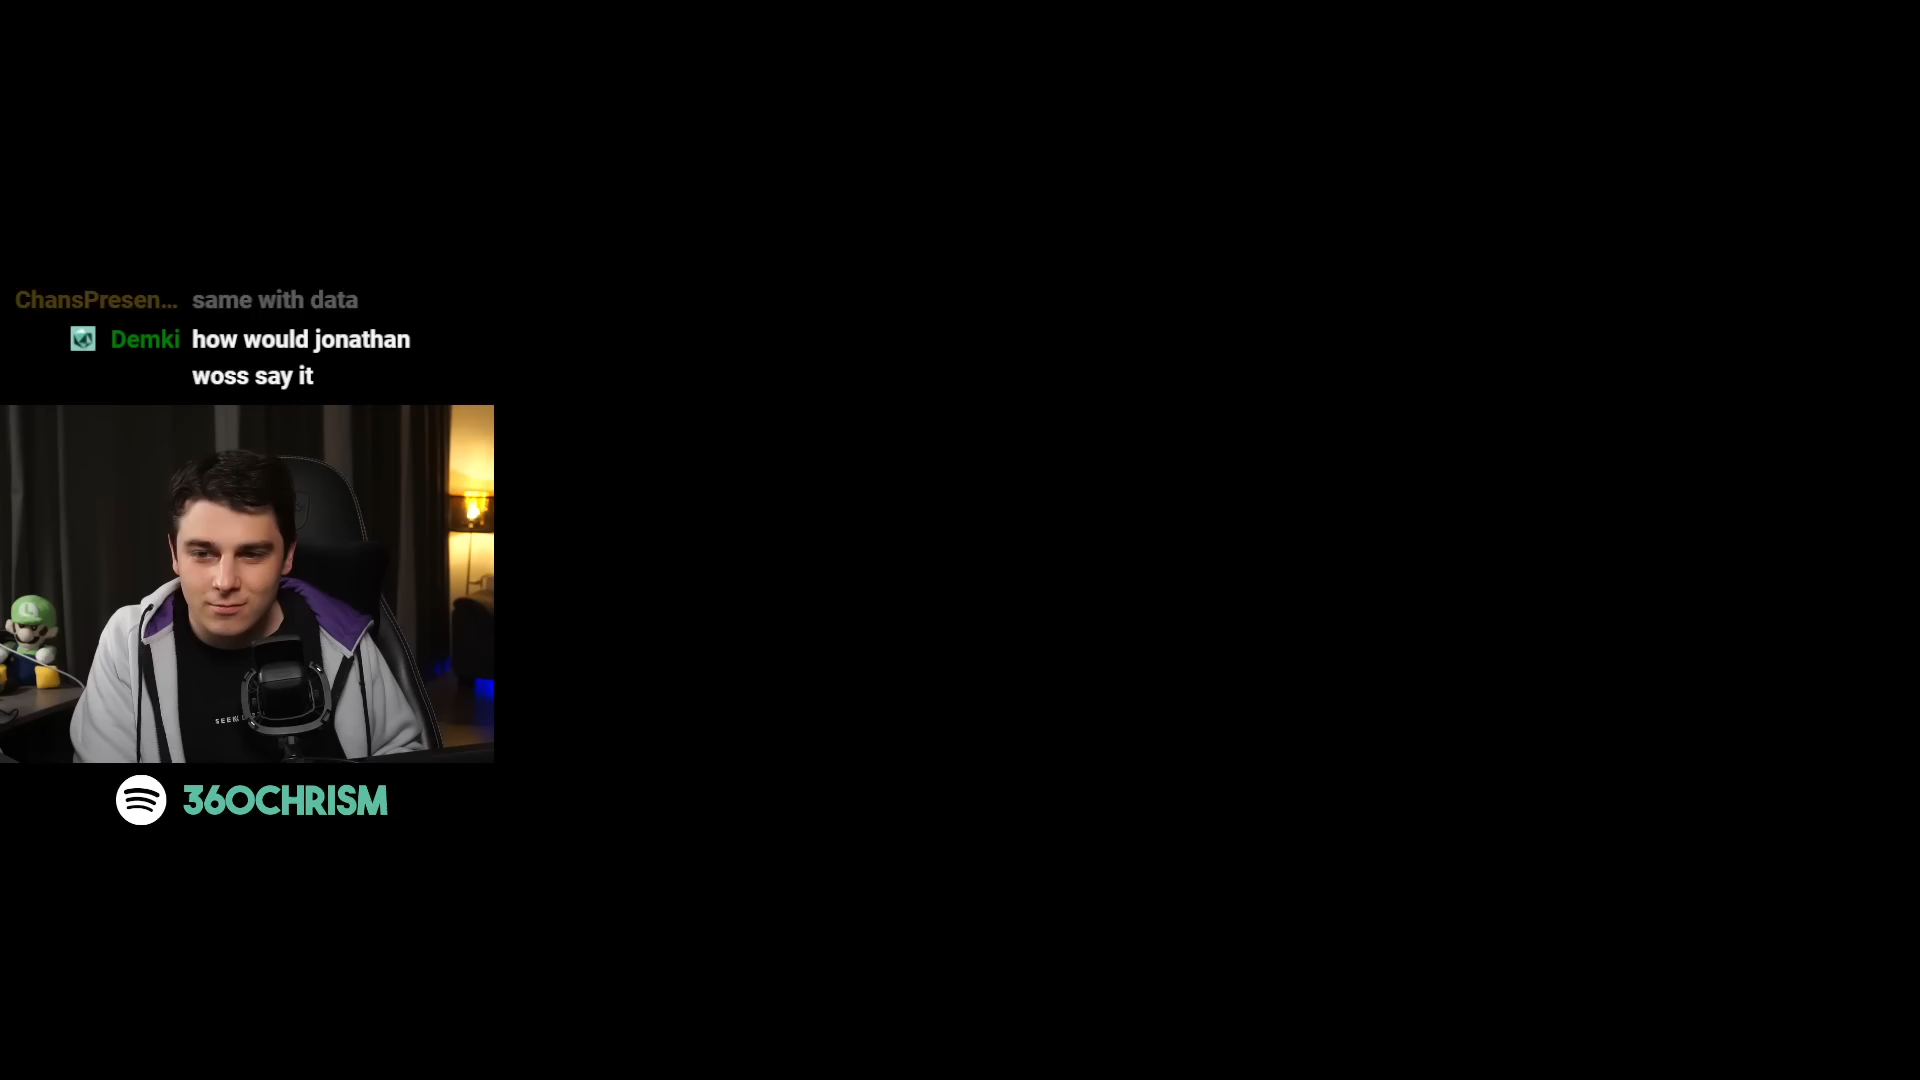 ChansPresen... same with data
Demki how would jonathan
woss say it
360CHRISM